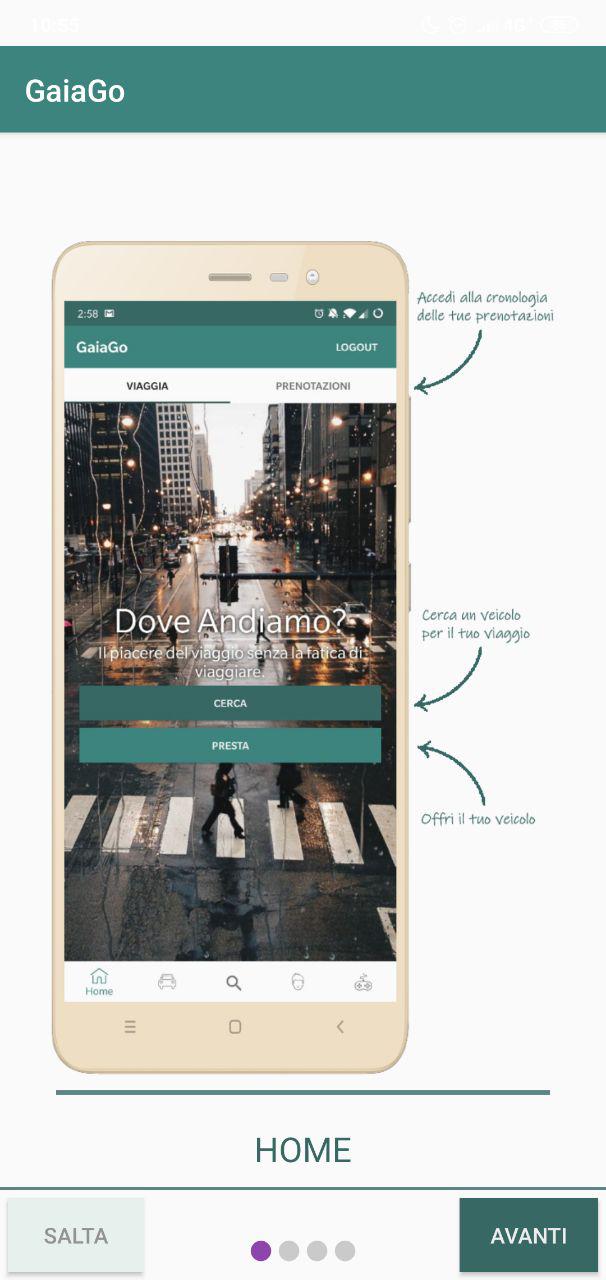 10:55
4G+
GaiaGo
Accedi alla cronologia
delle tue prenotazioni
2:58
GaiaGo
LOGOUT
VIAGGIA
PRENOTAZIONI
Cerca un veicolo
per il tuo viaggio
Dove Andiamo?
Il piacere del viaggio senza la fatica di
viaggiare.
CERCA
PRESTA
Offri il tuo veicolo
Home
HOME
SALTA
AVANTI